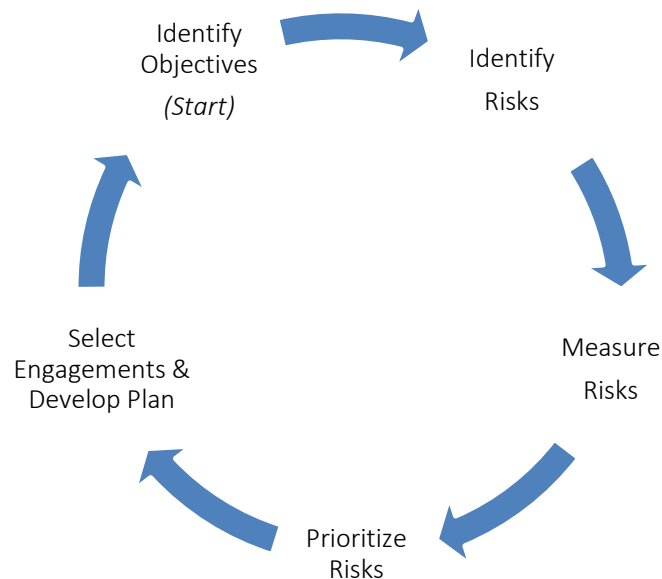 Identify
Objectives
(Start)
Identify
Risks
Measure
Risks
Prioritize
Risks
Select
Engagements &
Develop Plan